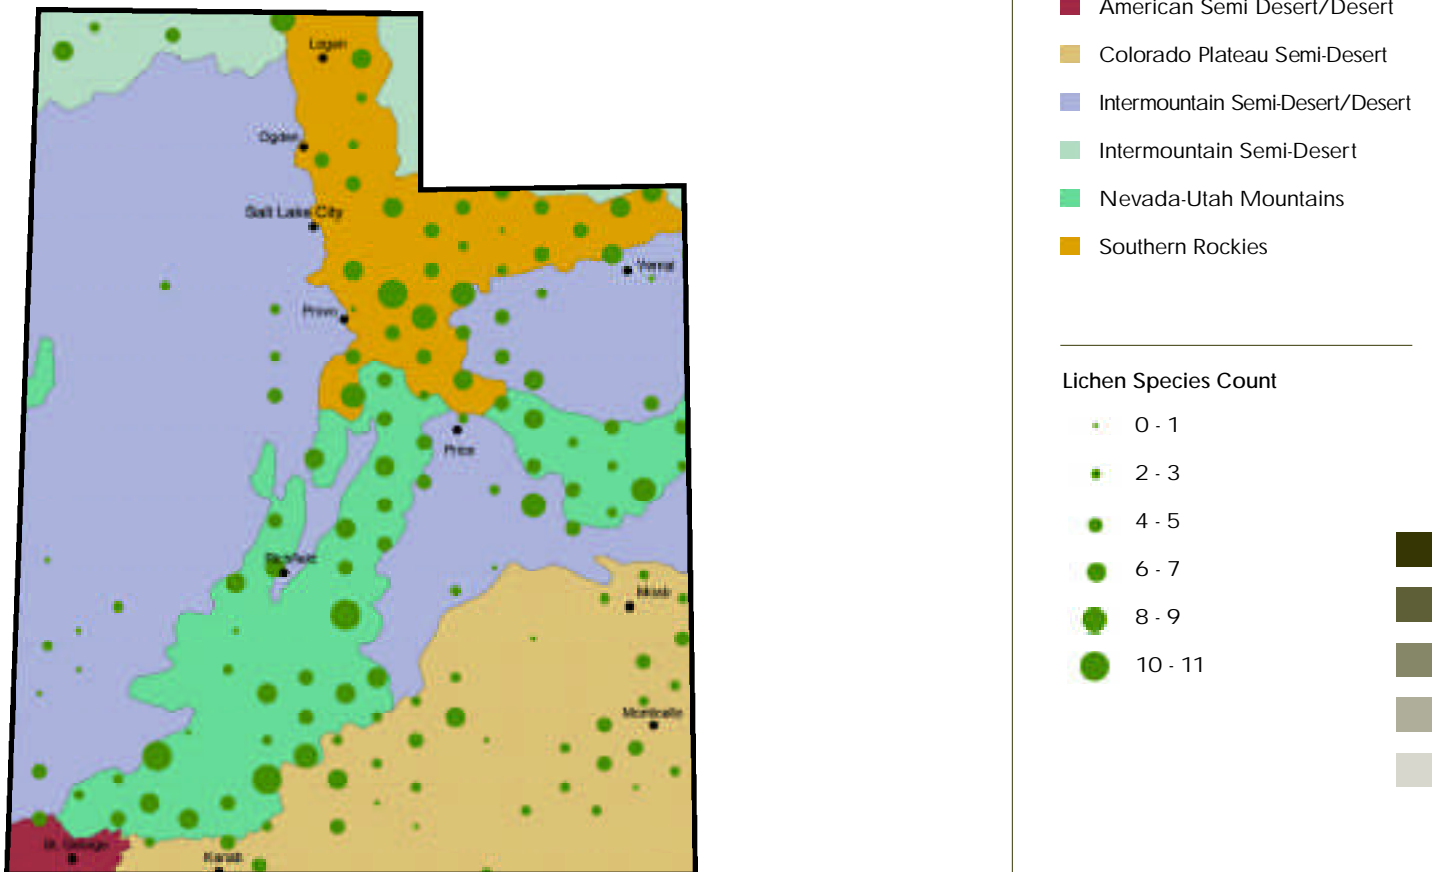 Logan
Ogden
Salt Lake City
Vernal
Provo
Price
Richfield
Moab
Monticello
St. George
Kanab
American Semi Desert/Desert
Colorado Plateau Semi-Desert
Intermountain Semi-Desert/Desert
Intermountain Semi-Desert
Nevada-Utah Mountains
Southern Rockies
Lichen Species Count
0 - 1
2 - 3
4 - 5
6 - 7
8 - 9
10 - 11